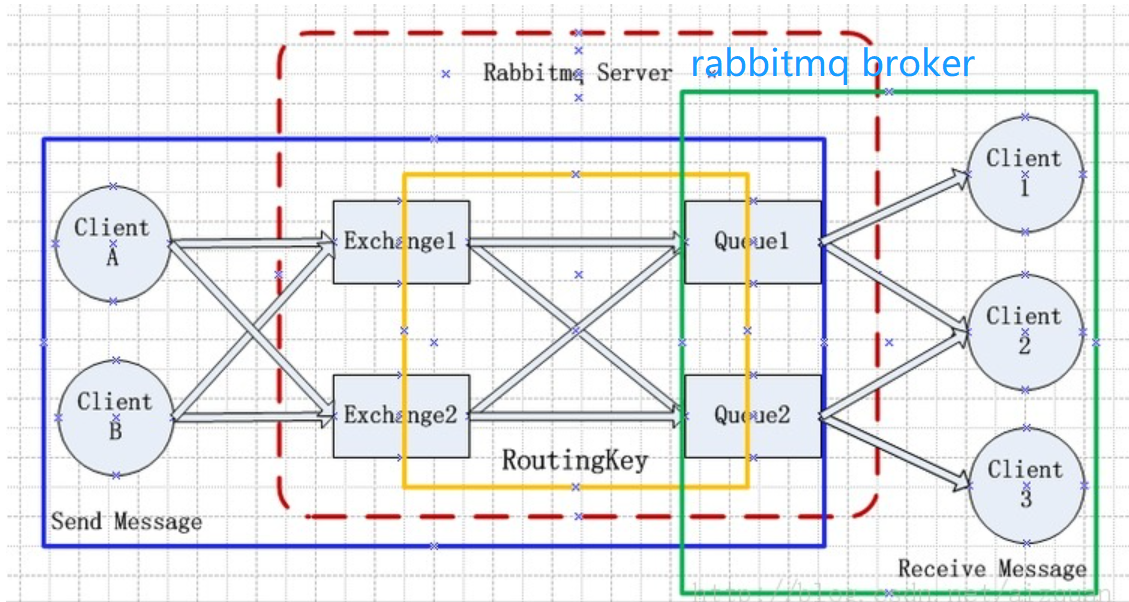 rabbitmq broker
Rabbitmq Server
Client
A
Client
B
Exchange1
Exchange2
Queue1
Queue2
RoutingKey
Client
1
Client
2
Client
3
Send Message
Receive Message